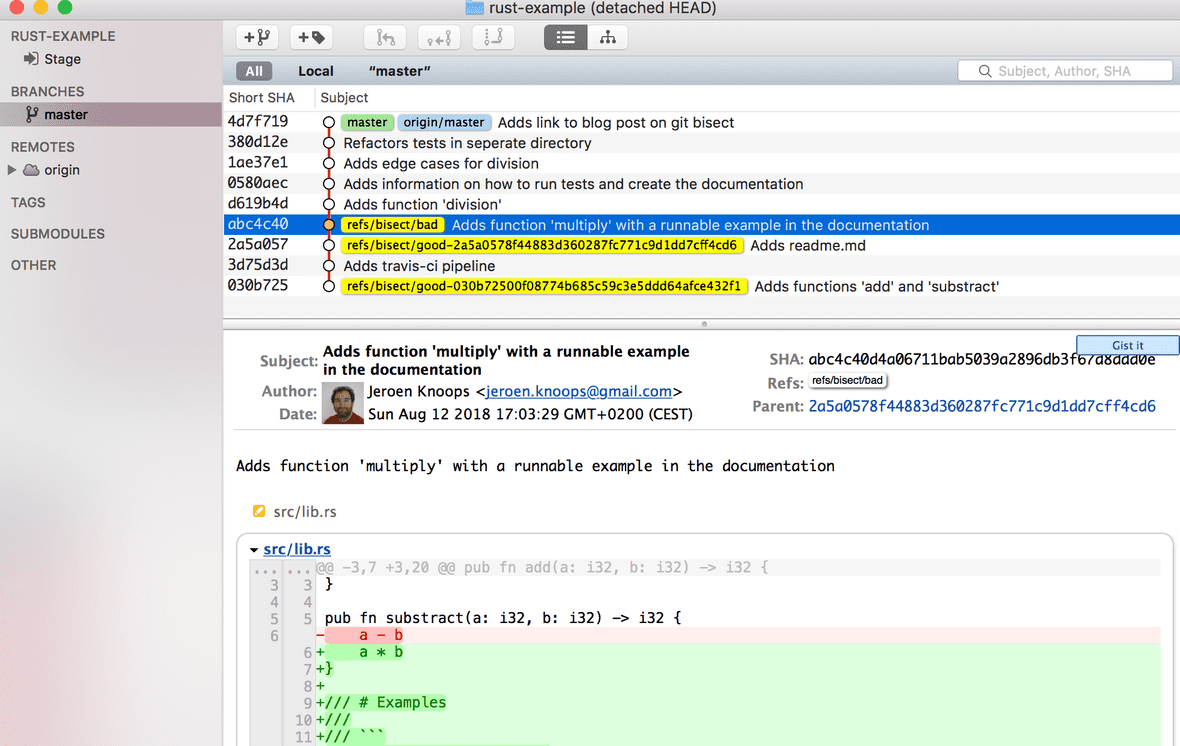 rust-example (detached HEAD)
RUST-EXAMPLE
Stage
BRANCHES
master
REMOTES
origin
TAGS
SUBMODULES
OTHER
All Local “master” Subject, Author, SHA
Short SHA Subject
4d7f719 master origin/master Adds link to blog post on git bisect
380d12e Refactors tests in seperate directory
1ae37e1 Adds edge cases for division
0580aec Adds information on how to run tests and create the documentation
d619b4d Adds function 'division'
abc4c40 refs/bisect/bad Adds function 'multiply' with a runnable example in the documentation
2a5a057 refs/bisect/good-2a5a0578f44883d360287fc771c9d1dd7cff4cd6 Adds readme.md
3d75d3d Adds travis-ci pipeline
030b725 refs/bisect/good-030b72500f08774b685c59c3e5ddd64afce432f1 Adds functions 'add' and 'substract'
Gist it
Subject: Adds function 'multiply' with a runnable example
in the documentation
Author: Jeroen Knoops <jeroen.knoops@gmail.com>
Date: Sun Aug 12 2018 17:03:29 GMT+0200 (CEST)
SHA: abc4c40d4a06711bab5039a2896db3f67a8ddd0e
Refs: refs/bisect/bad
Parent: 2a5a0578f44883d360287fc771c9d1dd7cff4cd6
Adds function 'multiply' with a runnable example in the documentation
src/lib.rs
src/lib.rs
... ... @@ -3,7 +3,20 @@ pub fn add(a: i32, b: i32) -> i32 {
3 3 }
4 4
5 5 pub fn substract(a: i32, b: i32) -> i32 {
6 - a - b
6 + a * b
7 +}
8 +
9 +/// # Examples
10 +///
11 +/// ```